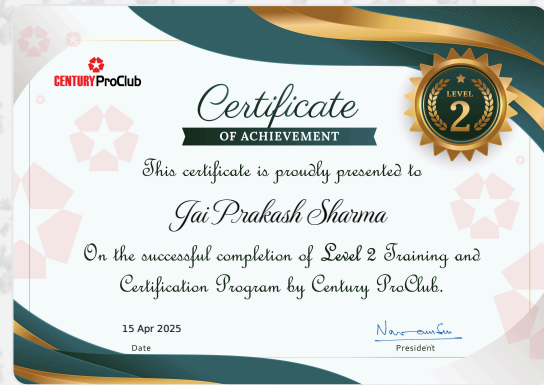 CENTURY ProClub
LEVEL
2
Certificate
OF ACHIEVEMENT
This certificate is proudly presented to
Jai Prakash Sharma
On the successful completion of Level 2 Training and
Certification Program by Century ProClub.
15 Apr 2025
Date
President